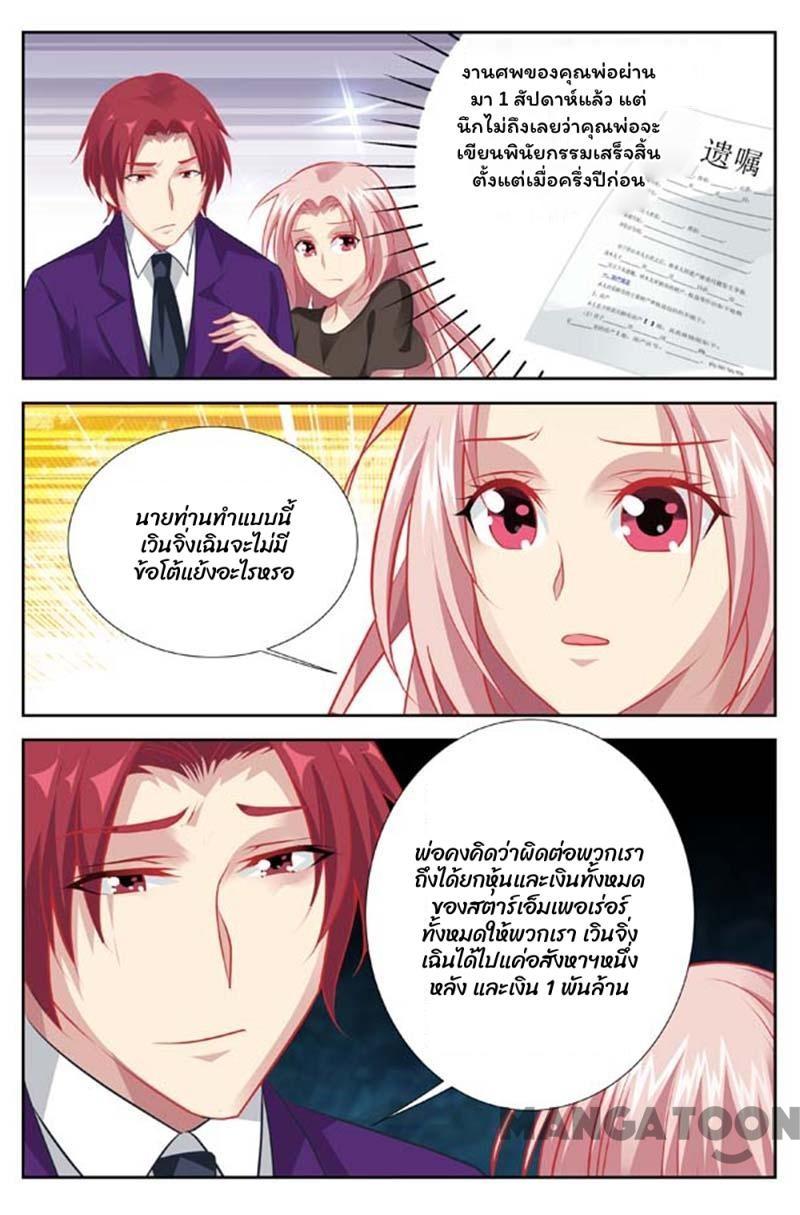 งานศพของคุณพ่อผ่าน
มา 1 สัปดาห์แล้ว แต่
นึกไม่ถึงเลยว่าคุณพ่อจะ
เขียนพินัยกรรมเสร็จสิ้น
ตั้งแต่เมื่อครึ่งปีก่อน
遗嘱
นายท่านทำแบบนี้
เวินจิ่งเฉินจะไม่มี
ข้อโต้แย้งอะไรหรอ
พ่อคงคิดว่าผิดต่อพวกเรา
ถึงได้ยกหุ้นและเงินทั้งหมด
ของสตาร์เอ็มเพอเร่อร์
ทั้งหมดให้พวกเรา เวินจิ่ง
เฉินได้ไปแค่อสังหาฯหนึ่ง
หลัง และเงิน 1 พันล้าน
MANGATOON